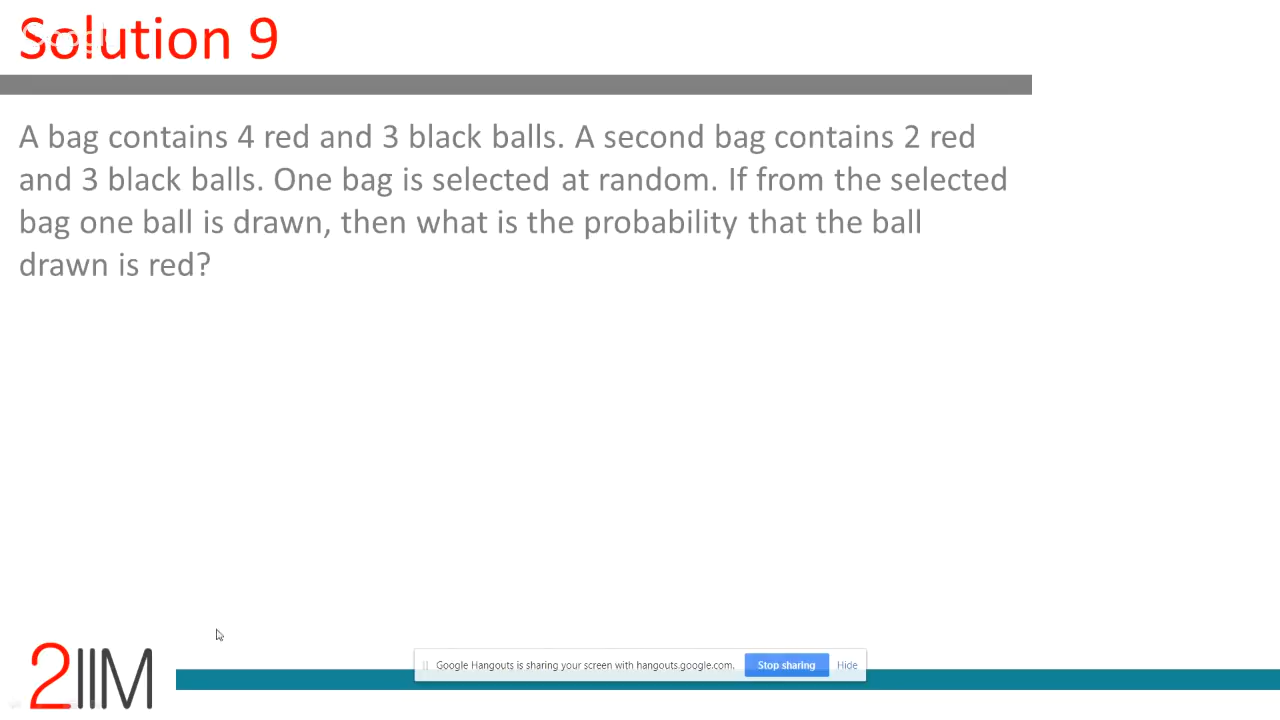 Solution 9
A bag contains 4 red and 3 black balls. A second bag contains 2 red
and 3 black balls. One bag is selected at random. If from the selected
bag one ball is drawn, then what is the probability that the ball
drawn is red?
2IIM
Google Hangouts is sharing your screen with hangouts.google.com. Stop sharing Hide